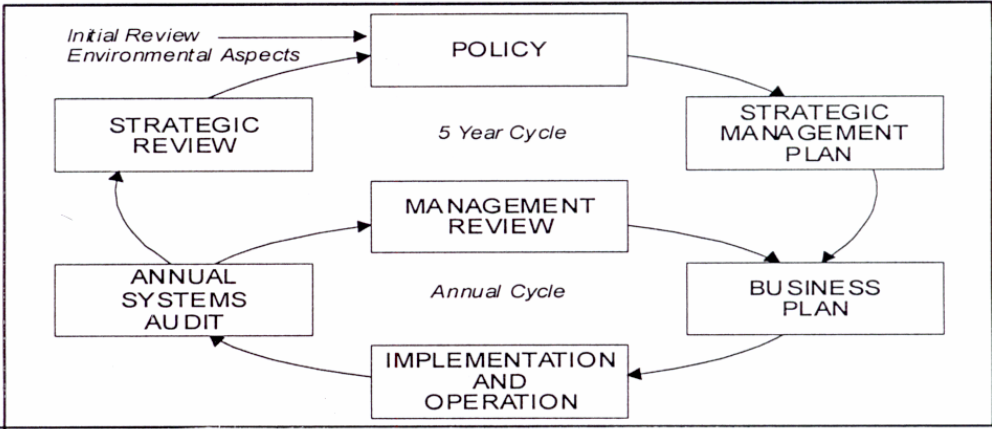 Initial Review
Environmental Aspects
POLICY
STRATEGIC
REVIEW
5 Year Cycle
STRATEGIC
MANAGEMENT
PLAN
MANAGEMENT
REVIEW
ANNUAL
SYSTEMS
AUDIT
Annual Cycle
BUSINESS
PLAN
IMPLEMENTATION
AND
OPERATION